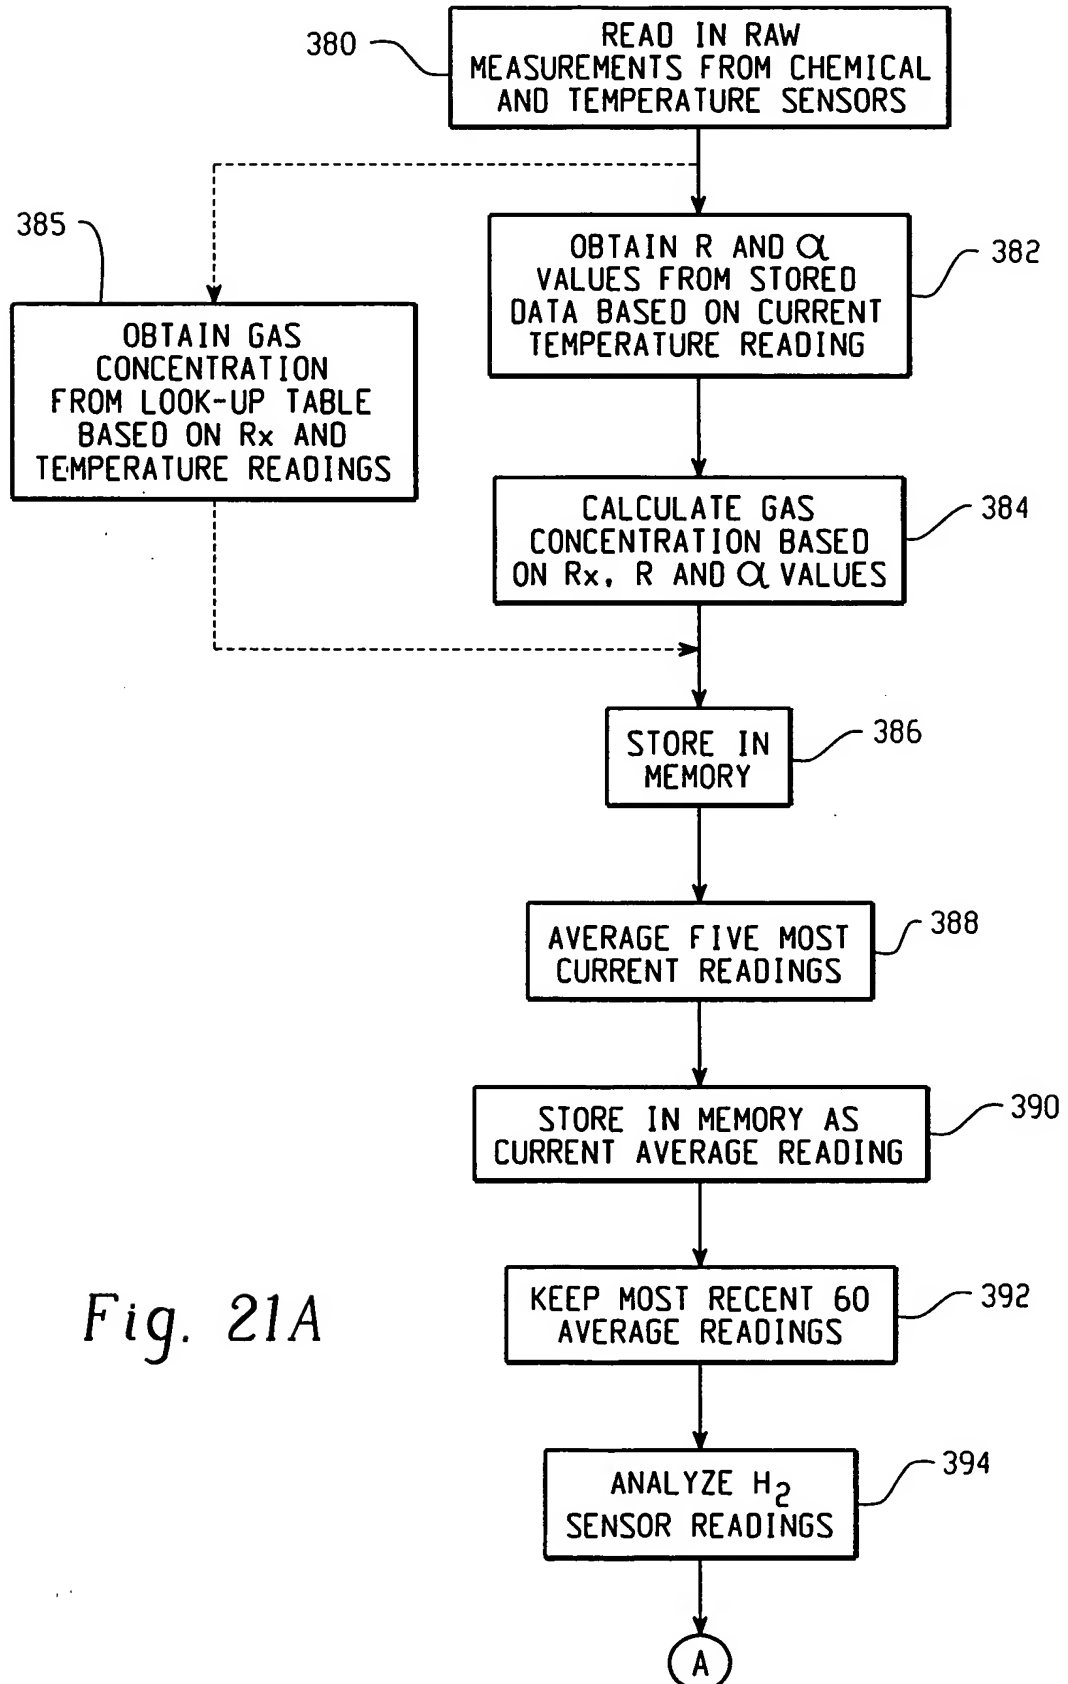 380
READ IN RAW
MEASUREMENTS FROM CHEMICAL
AND TEMPERATURE SENSORS
385
OBTAIN GAS
CONCENTRATION
FROM LOOK-UP TABLE
BASED ON Rx AND
TEMPERATURE READINGS
OBTAIN R AND α
VALUES FROM STORED
DATA BASED ON CURRENT
TEMPERATURE READING
382
CALCULATE GAS
CONCENTRATION BASED
ON Rx, R AND α VALUES
384
STORE IN
MEMORY
386
AVERAGE FIVE MOST
CURRENT READINGS
388
STORE IN MEMORY AS
CURRENT AVERAGE READING
390
KEEP MOST RECENT 60
AVERAGE READINGS
392
Fig. 21A
ANALYZE H2
SENSOR READINGS
394
A